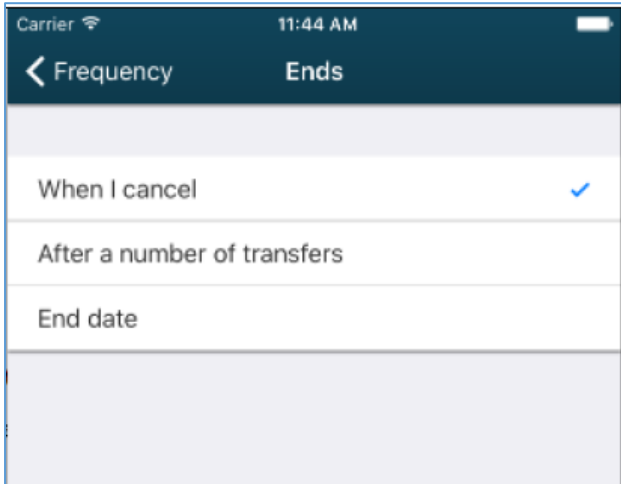 Carrier 11:44 AM
Frequency Ends
When I cancel
After a number of transfers
End date